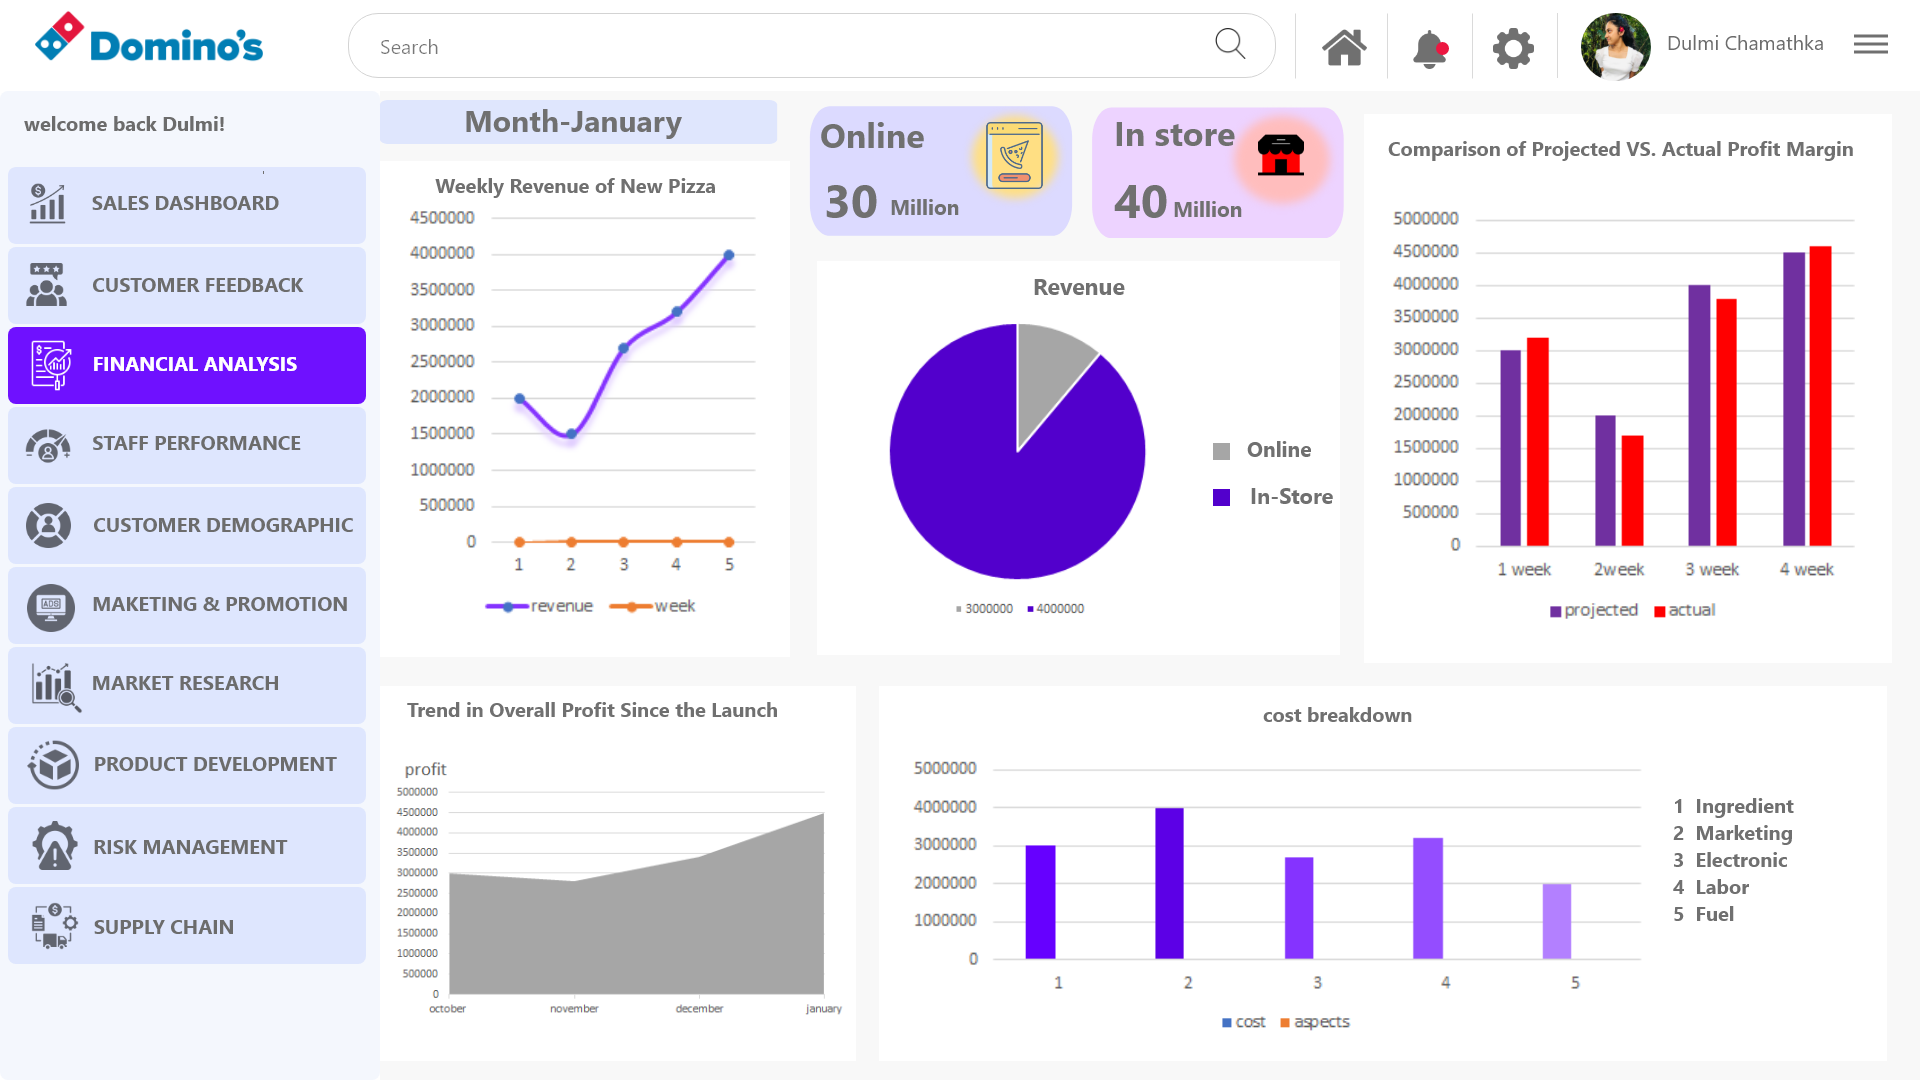 Domino's
Search
Dulmi Chamathka
welcome back Dulmi!
SALES DASHBOARD
CUSTOMER FEEDBACK
FINANCIAL ANALYSIS
STAFF PERFORMANCE
CUSTOMER DEMOGRAPHIC
ADS
MAKETING & PROMOTION
MARKET RESEARCH
PRODUCT DEVELOPMENT
RISK MANAGEMENT
SUPPLY CHAIN
Month-January
Weekly Revenue of New Pizza
4500000
4000000
3500000
3000000
2500000
2000000
1500000
1000000
500000
0
1 2 3 4 5
revenue week
Online
30 Million
In store
40 Million
Revenue
Online
In-Store
3000000 4000000
Comparison of Projected VS. Actual Profit Margin
5000000
4500000
4000000
3500000
3000000
2500000
2000000
1500000
1000000
500000
0
1 week 2week 3 week 4 week
projected actual
Trend in Overall Profit Since the Launch
profit
5000000
4500000
4000000
3500000
3000000
2500000
2000000
1500000
1000000
500000
0
october november december january
cost breakdown
5000000
4000000
3000000
2000000
1000000
0
1 2 3 4 5
cost aspects
1 Ingredient
2 Marketing
3 Electronic
4 Labor
5 Fuel